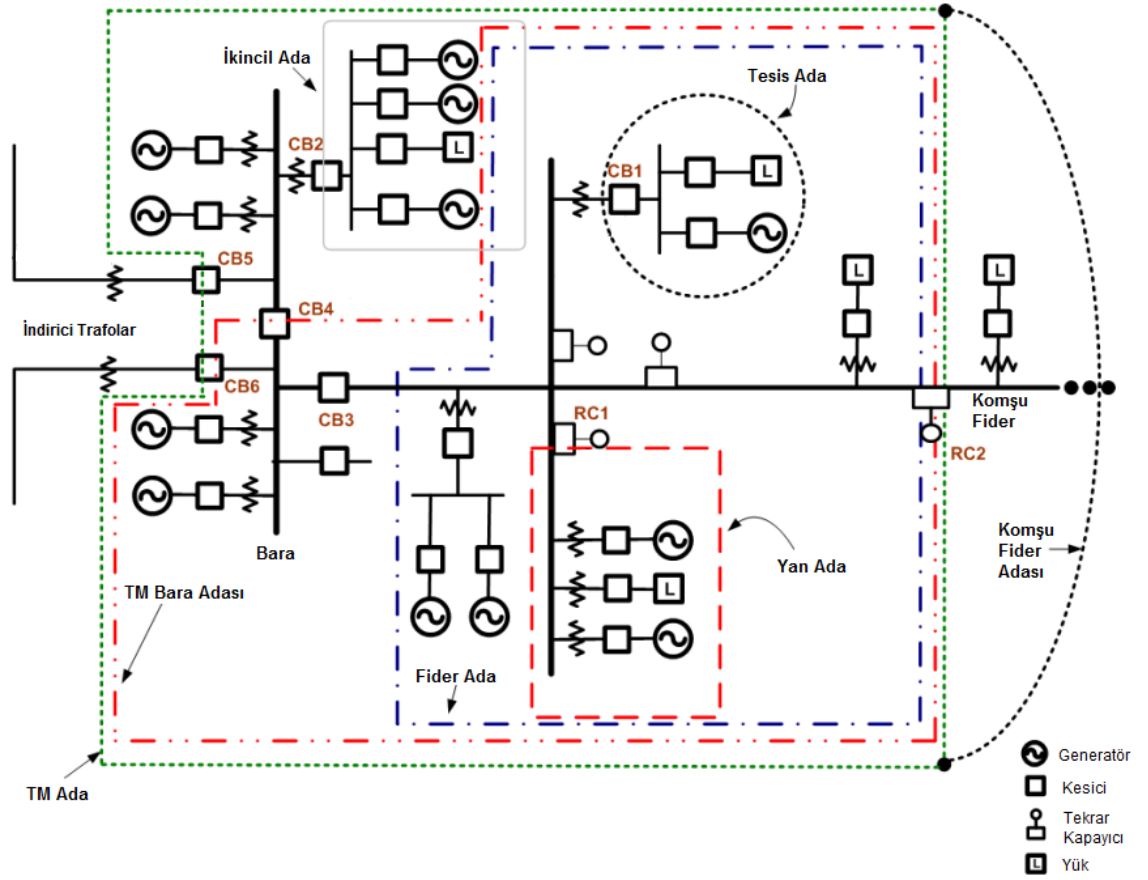 İkincil Ada
Tesis Ada
CB2
L
CB1
L
CB5
L
L
CB4
İndirici Trafolar
CB6
CB3
RC1
Komşu
Fider
RC2
Bara
Komşu
Fider
Adası
Yan Ada
L
TM Bara Adası
Fider Ada
TM Ada
Generatör
Kesici
Tekrar
Kapayıcı
L
Yük